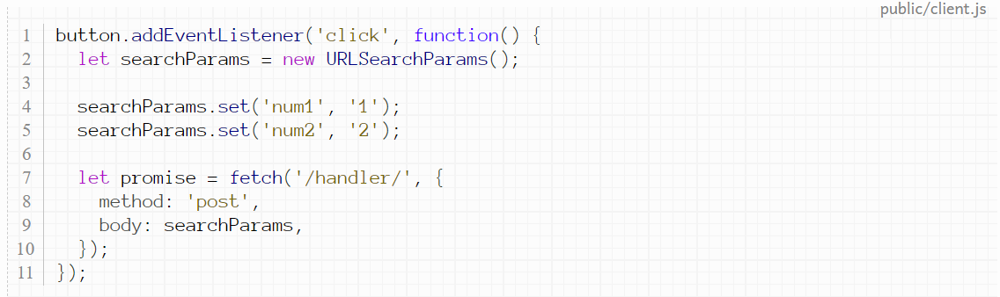 public/client.js
1 button.addEventListener('click', function() {
2   let searchParams = new URLSearchParams();
3
4   searchParams.set('num1', '1');
5   searchParams.set('num2', '2');
6
7   let promise = fetch('/handler/', {
8     method: 'post',
9     body: searchParams,
10   });
11 });